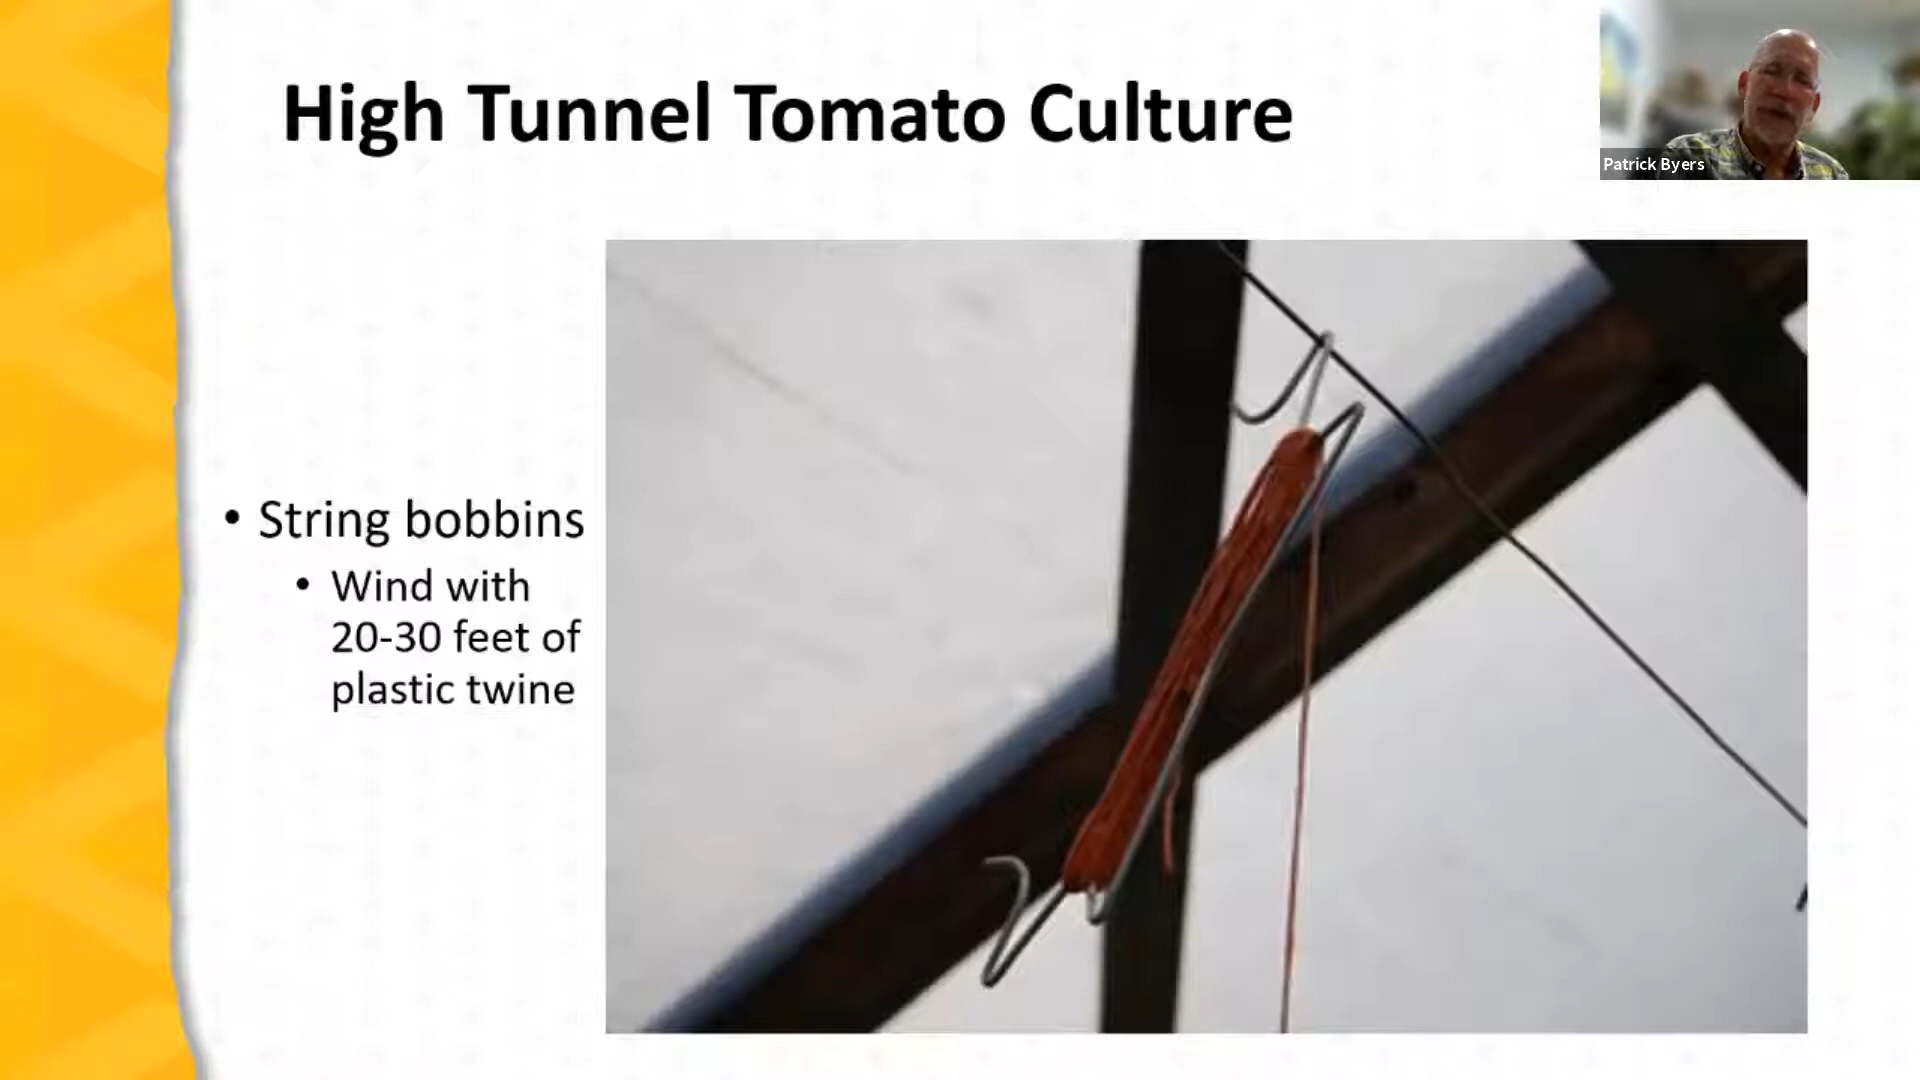 High Tunnel Tomato Culture
Patrick Byers
• String bobbins
• Wind with
20-30 feet of
plastic twine